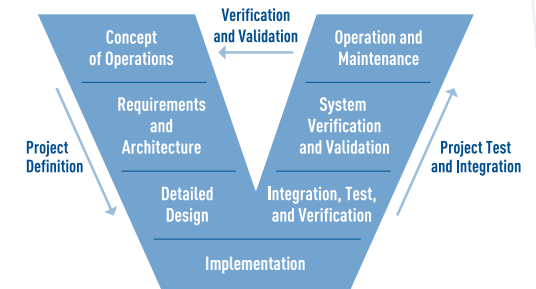 Verification
and Validation
Concept
of Operations
Operation and
Maintenance
Requirements
and
Architecture
System
Verification
and Validation
Project
Definition
Project Test
and Integration
Detailed
Design
Integration, Test,
and Verification
Implementation